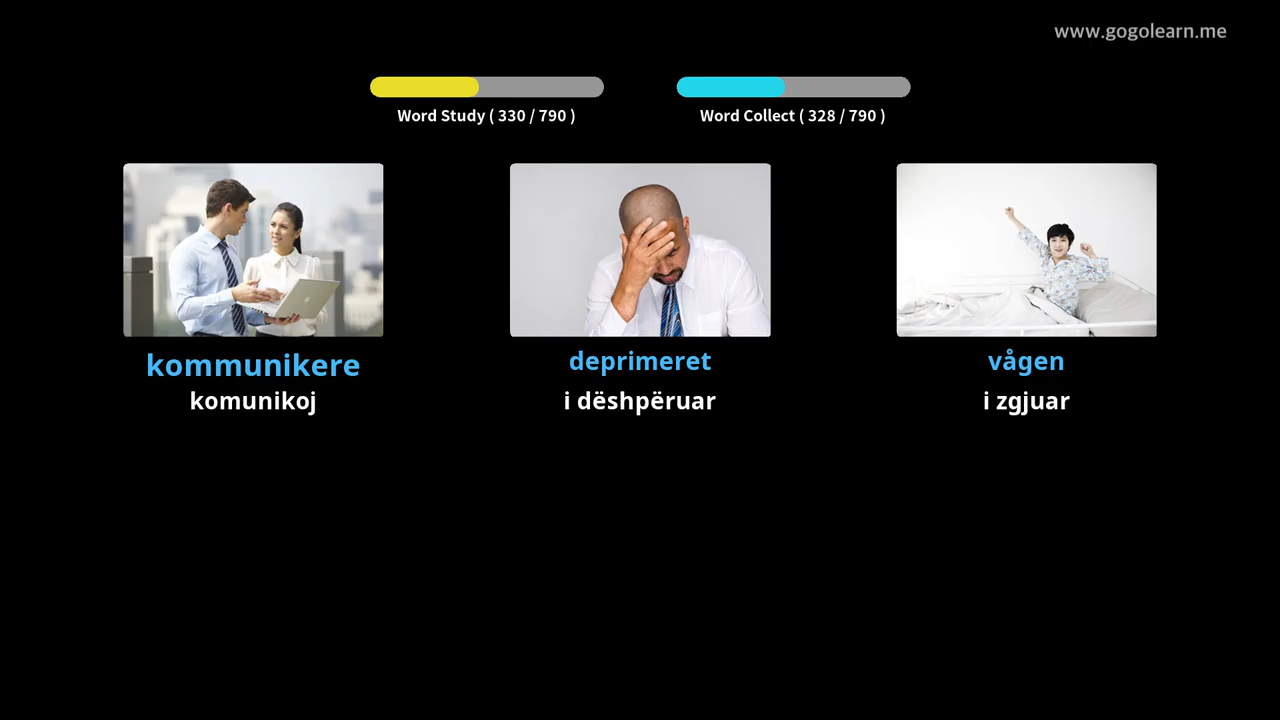 www.gogolearn.me
Word Study ( 330 / 790 )
Word Collect ( 328 / 790 )
kommunikere
deprimeret
vågen
komunikoj
i dëshpëruar
i zgjuar